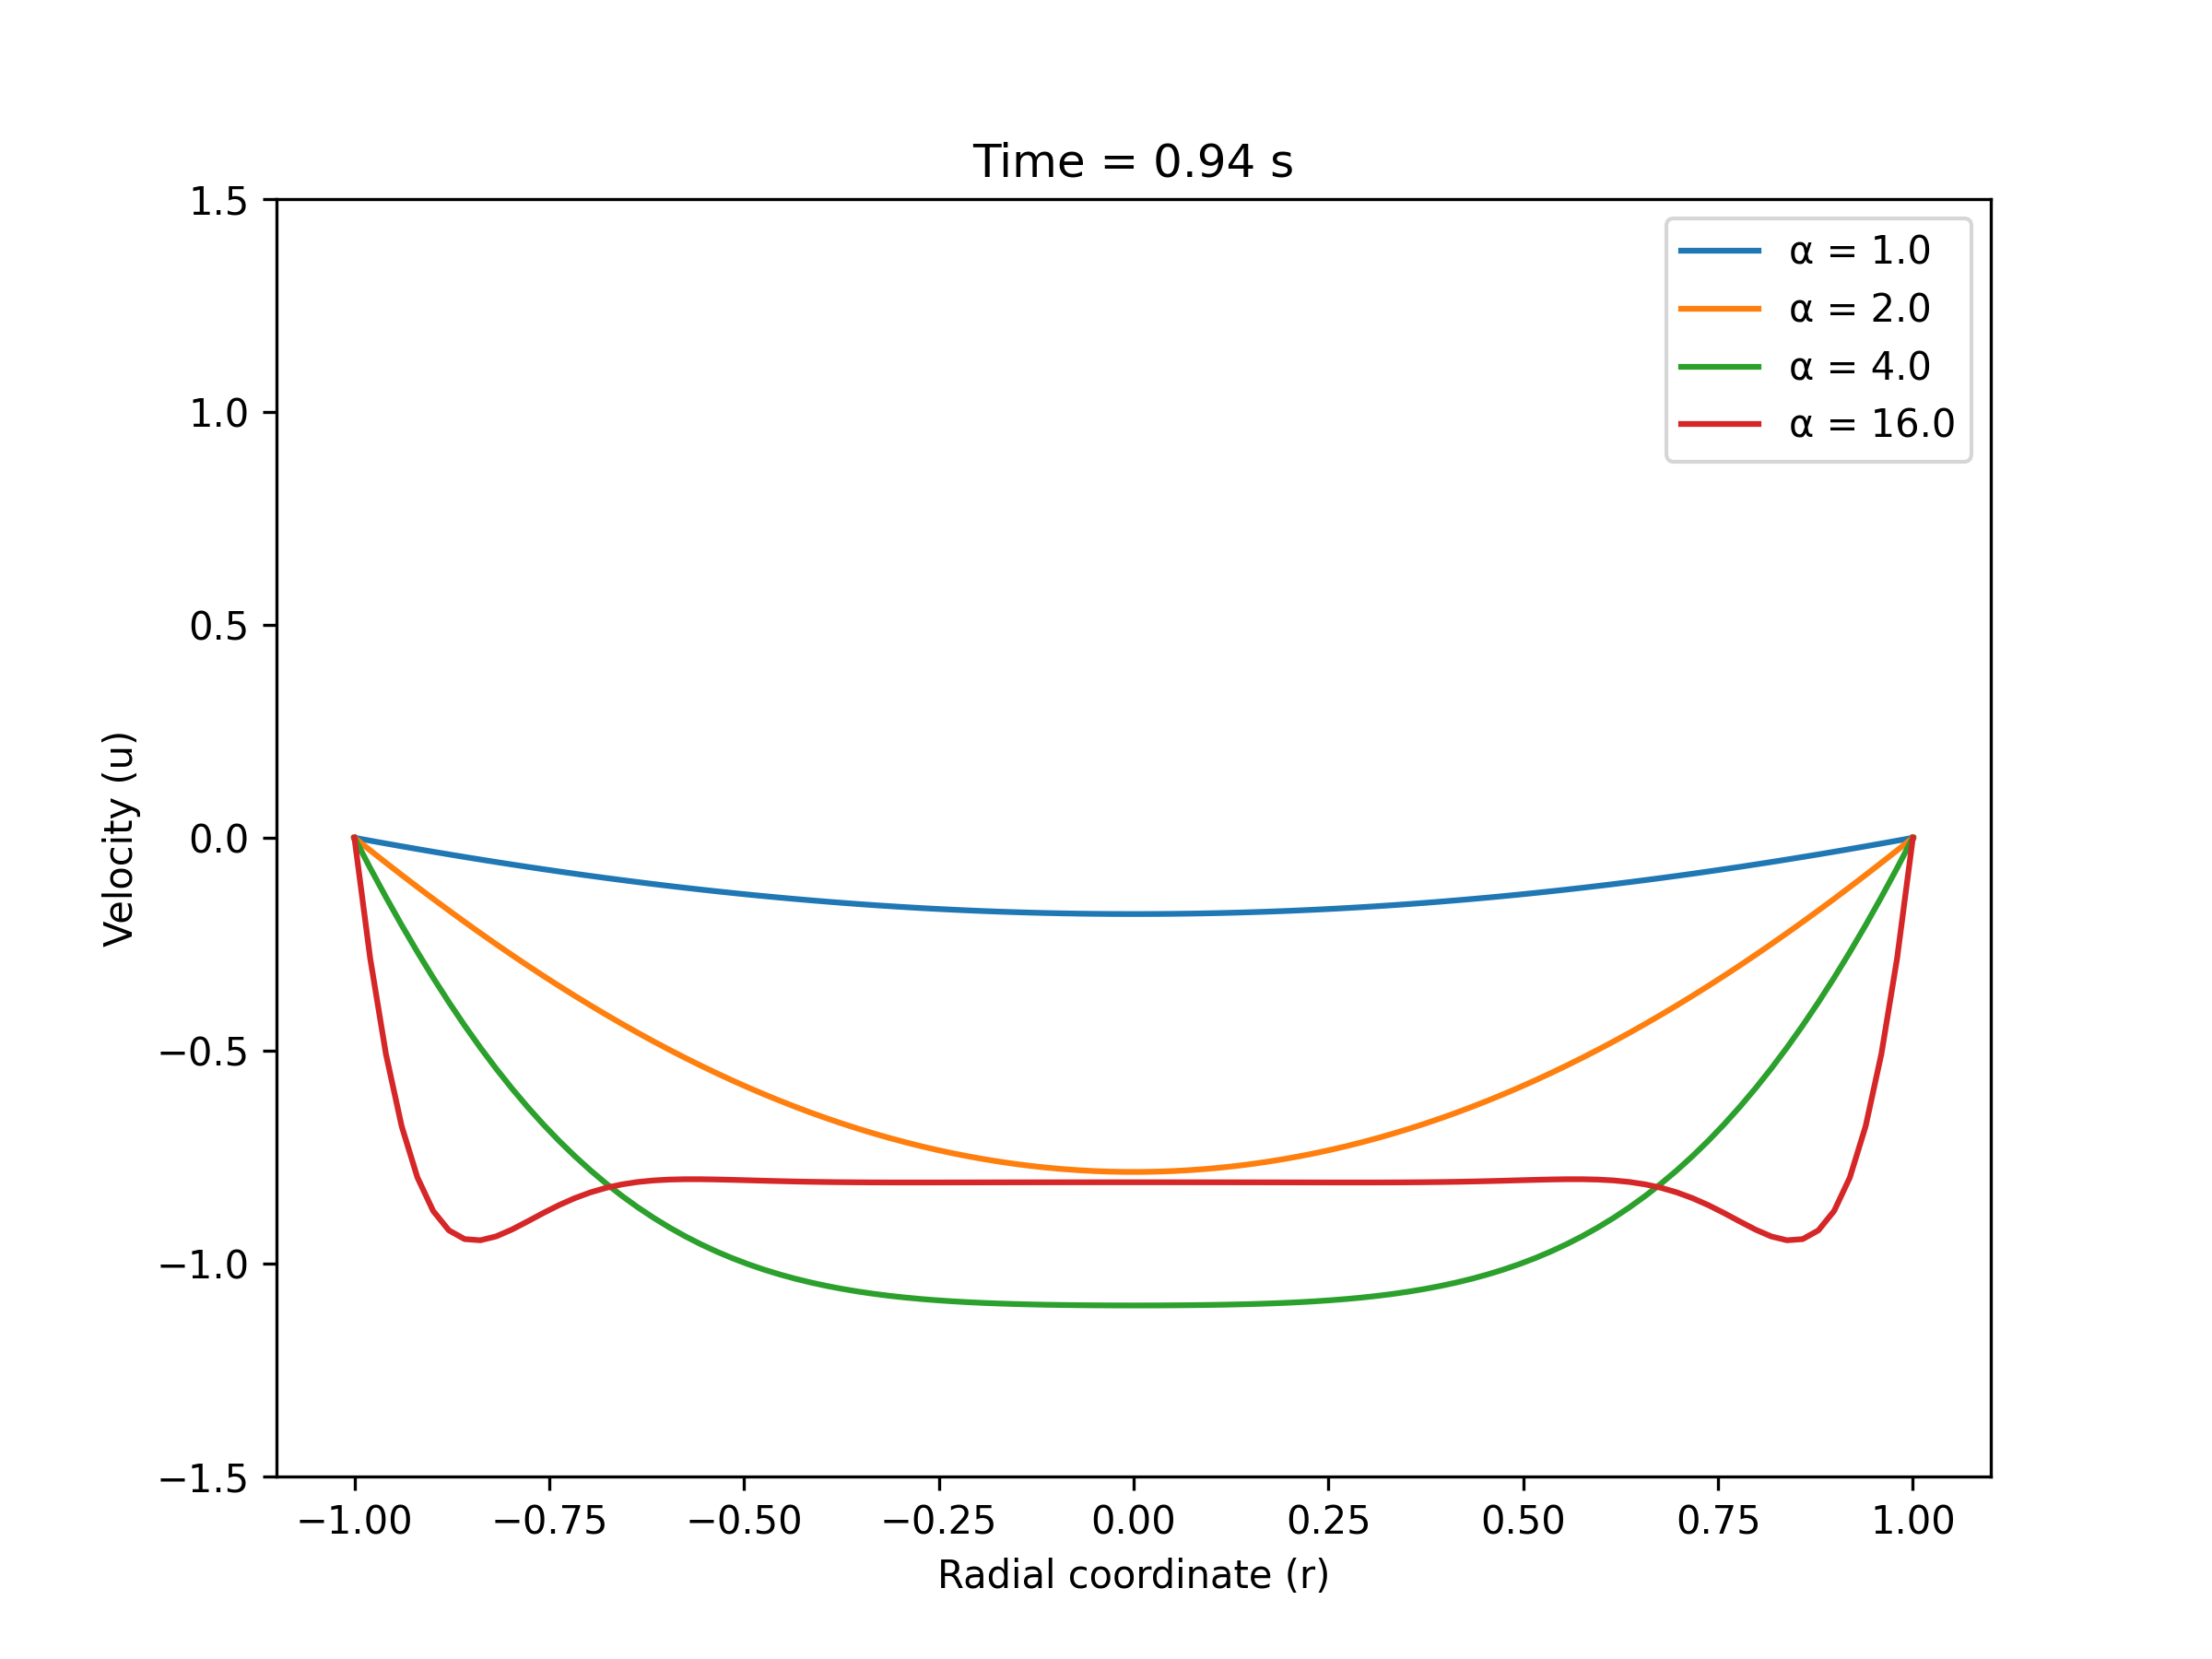 Time = 0.94 s
α = 1.0
α = 2.0
α = 4.0
α = 16.0
Velocity (u)
1.5
1.0
0.5
0.0
−0.5
−1.0
−1.5
−1.00 −0.75 −0.50 −0.25 0.00 0.25 0.50 0.75 1.00
Radial coordinate (r)